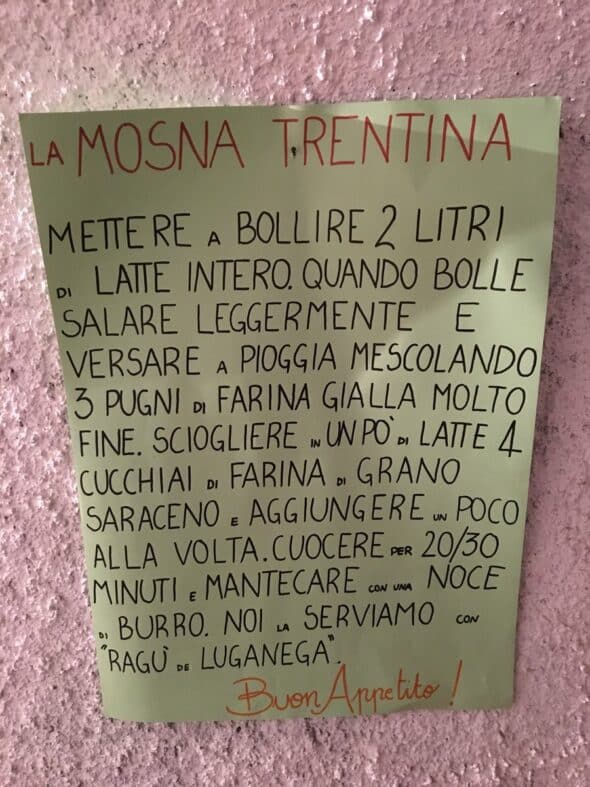 LA MOSNA TRENTINA
METTERE A BOLLIRE 2 LITRI
DI LATTE INTERO. QUANDO BOLLE
SALARE LEGGERMENTE E
VERSARE A PIOGGIA MESCOLANDO
3 PUGNI DI FARINA GIALLA MOLTO
FINE. SCIOGLIERE IN UN PÒ DI LATTE 4
CUCCHIAI DI FARINA DI GRANO
SARACENO E AGGIUNGERE UN POCO
ALLA VOLTA. CUOCERE PER 20/30
MINUTI E MANTECARE CON UNA NOCE
DI BURRO. NOI LA SERVIAMO CON
"RAGÙ DE LUGANEGA".
Buon Appetito!